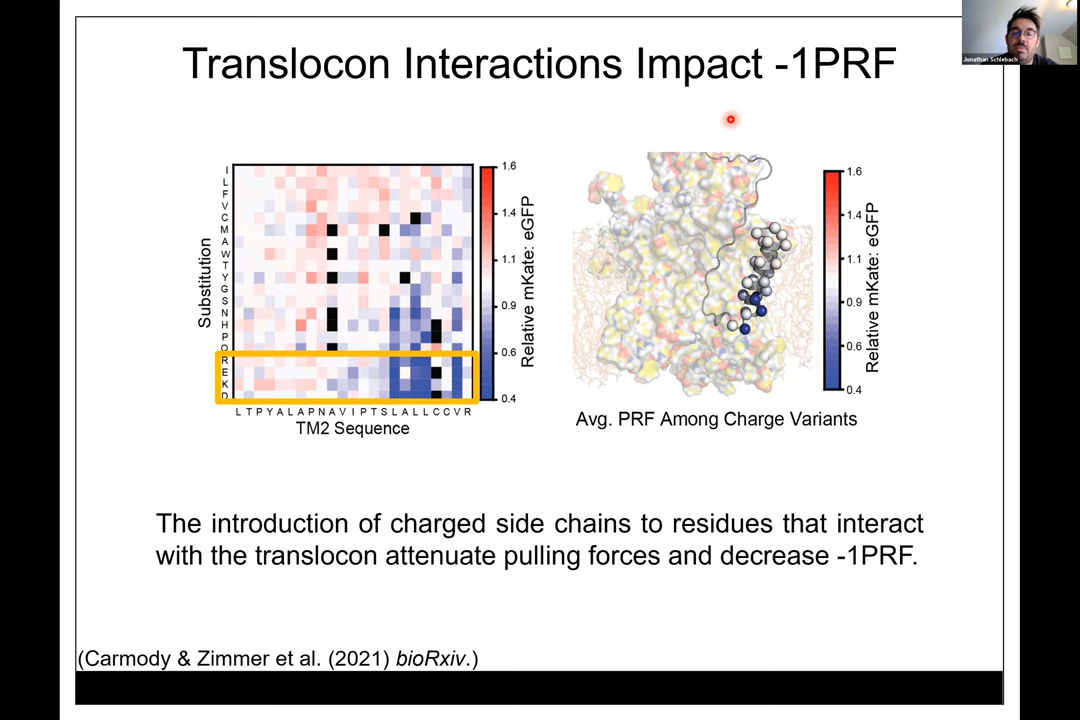 Translocon Interactions Impact -1PRF
Jonathan Schlebach
Substitution
I
L
F
V
C
M
A
W
T
Y
G
S
N
H
P
Q
R
E
K
D
L T P Y A L A P N A V I P T S L A L L C C V R
TM2 Sequence
1.6
1.4
1.1
0.9
0.6
0.4
Relative mKate: eGFP
1.6
1.4
1.1
0.9
0.6
0.4
Relative mKate: eGFP
Avg. PRF Among Charge Variants
The introduction of charged side chains to residues that interact
with the translocon attenuate pulling forces and decrease -1PRF.
(Carmody & Zimmer et al. (2021) bioRxiv.)